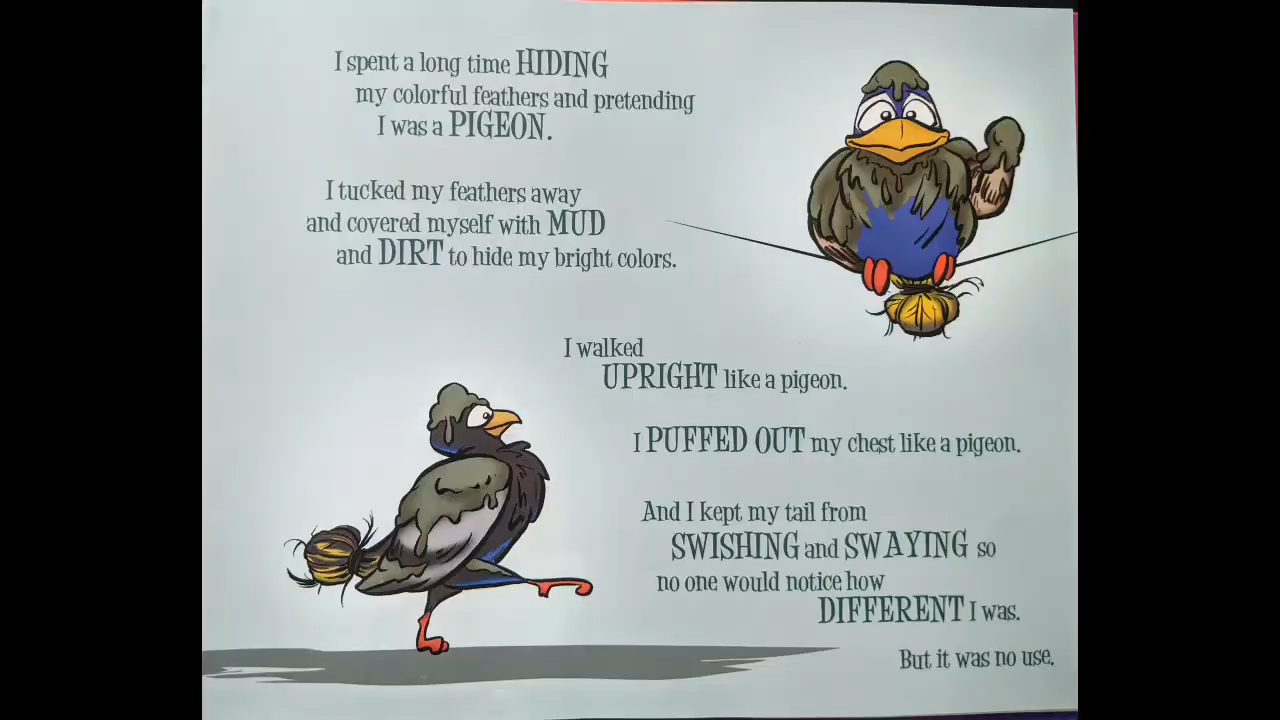 I spent a long time HIDING
my colorful feathers and pretending
I was a PIGEON.
I tucked my feathers away
and covered myself with MUD
and DIRT to hide my bright colors.
I walked
UPRIGHT like a pigeon.
I PUFFED OUT my chest like a pigeon.
And I kept my tail from
SWISHING and SWAYING so
no one would notice how
DIFFERENT I was.
But it was no use.